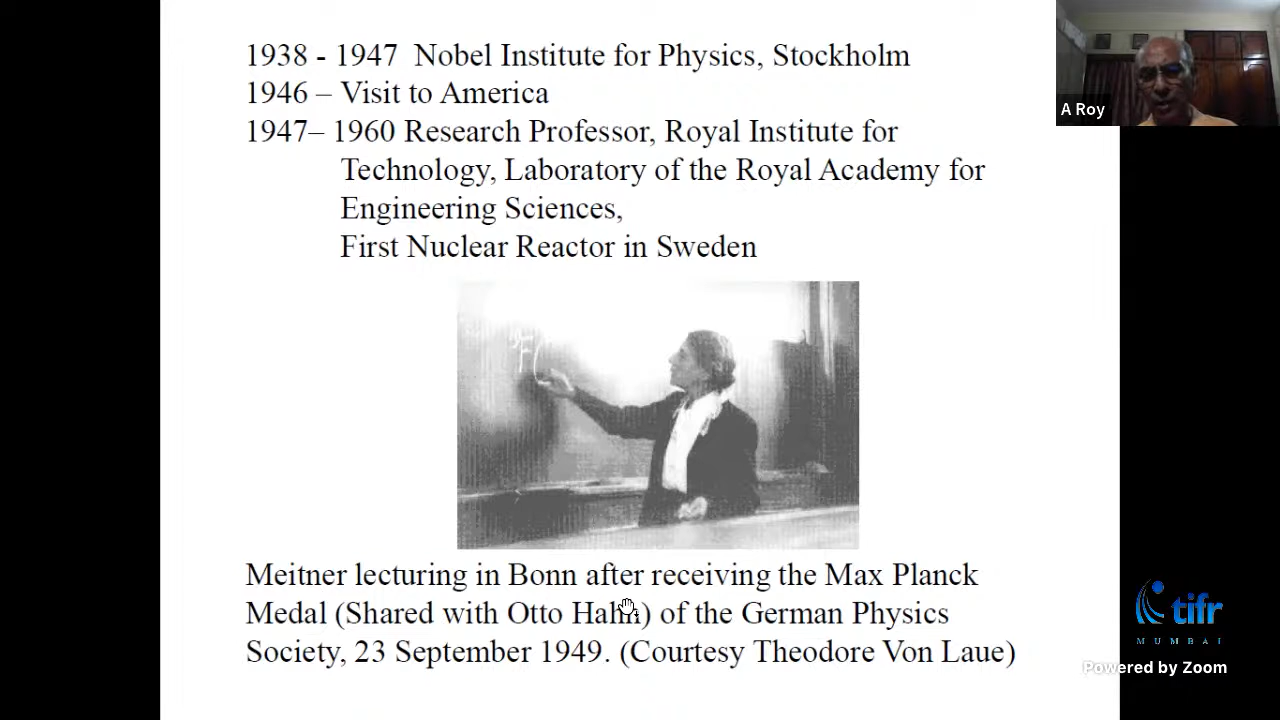 1938 - 1947 Nobel Institute for Physics, Stockholm
1946 – Visit to America
1947– 1960 Research Professor, Royal Institute for
Technology, Laboratory of the Royal Academy for
Engineering Sciences,
First Nuclear Reactor in Sweden
Meitner lecturing in Bonn after receiving the Max Planck
Medal (Shared with Otto Hahn) of the German Physics
Society, 23 September 1949. (Courtesy Theodore Von Laue)
A Roy
tifr
MUMBAI
Powered by Zoom